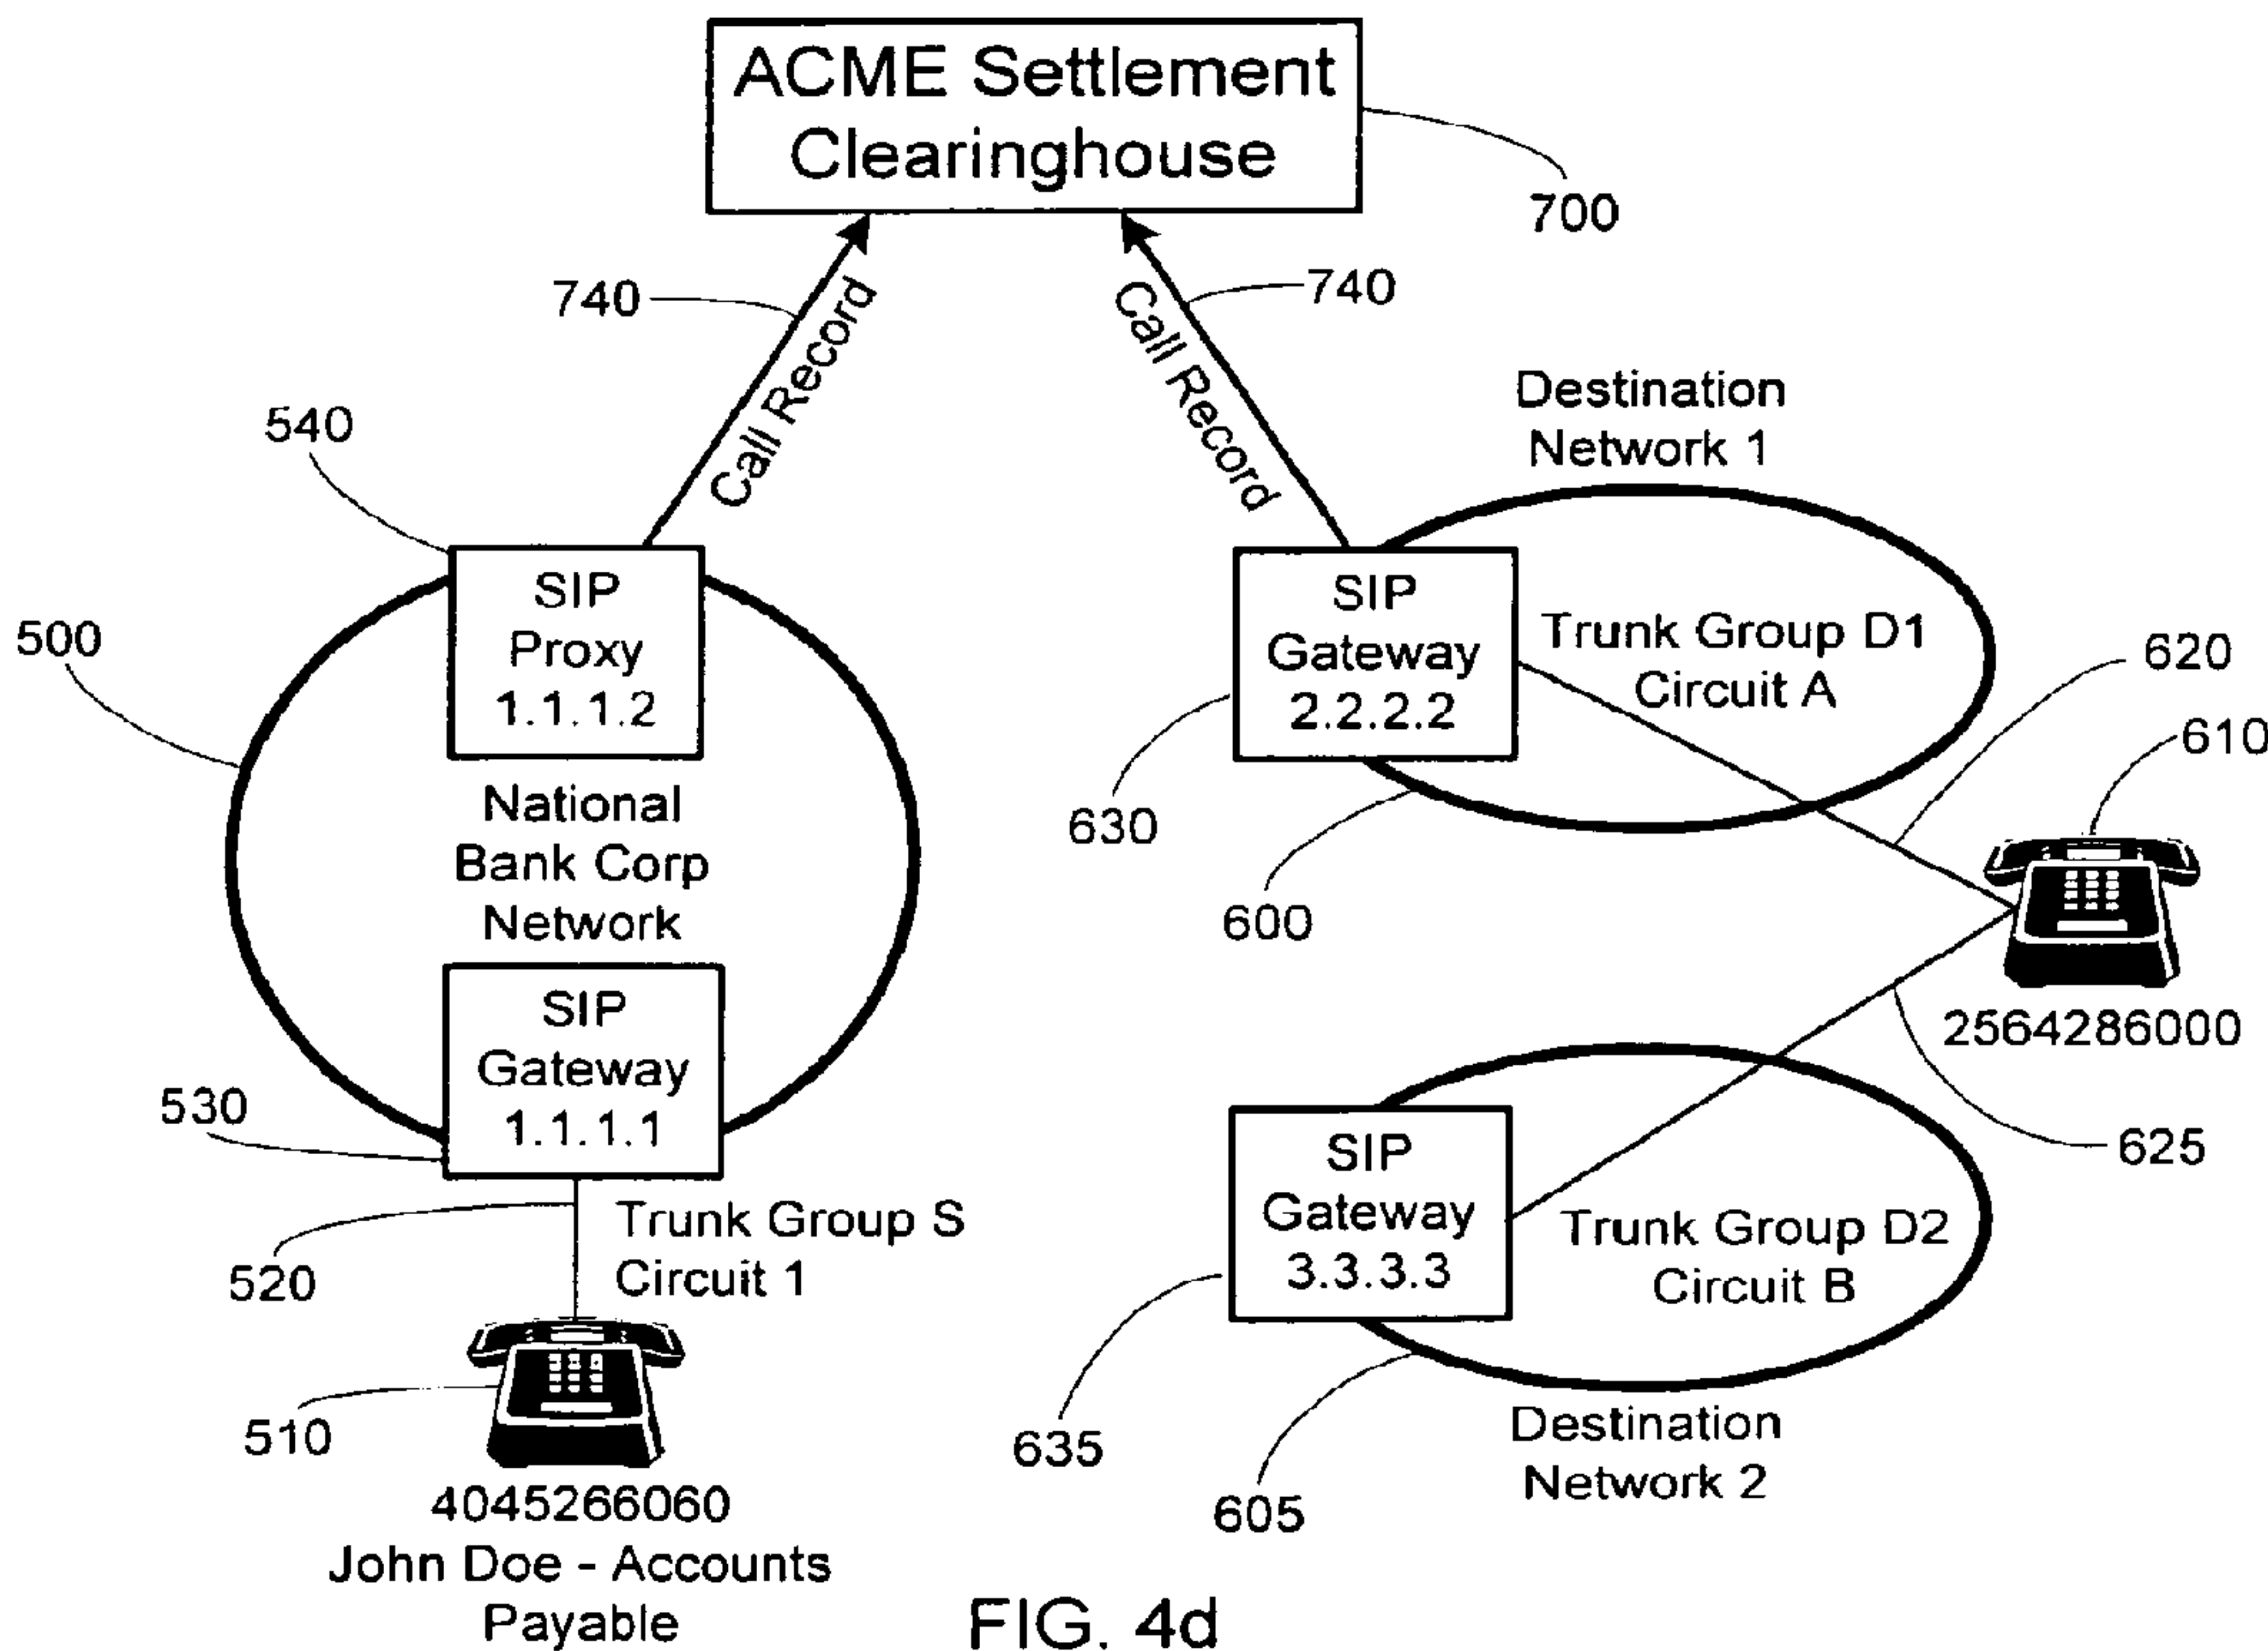 ACME Settlement
Clearinghouse
700
740
Call Record
740
Call Record
Destination
Network 1
540
500
SIP
Proxy
1.1.1.2
SIP
Gateway
2.2.2.2
Trunk Group D1
Circuit A
620
610
630
600
National
Bank Corp
Network
2564286000
SIP
Gateway
1.1.1.1
530
625
SIP
Gateway
3.3.3.3
Trunk Group D2
Circuit B
520
Trunk Group S
Circuit 1
510
635
605
Destination
Network 2
4045266060
John Doe - Accounts
Payable
FIG. 4d